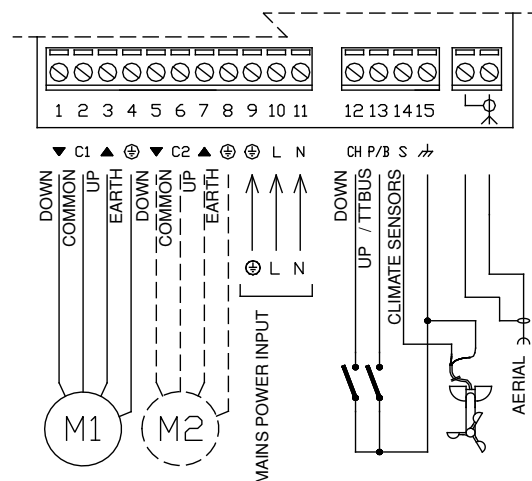 1 2 3 4 5 6 7 8 9 10 11 12 13 14 15
▼ C1 ▲ ⏚ ▼ C2 ▲ ⏚ ⏚ L N CH P/B S
DOWN
COMMON
UP
EARTH
DOWN
COMMON
UP
EARTH
L N
MAINS POWER INPUT
DOWN
UP / TTBUS
CLIMATE SENSORS
AERIAL
M1 M2